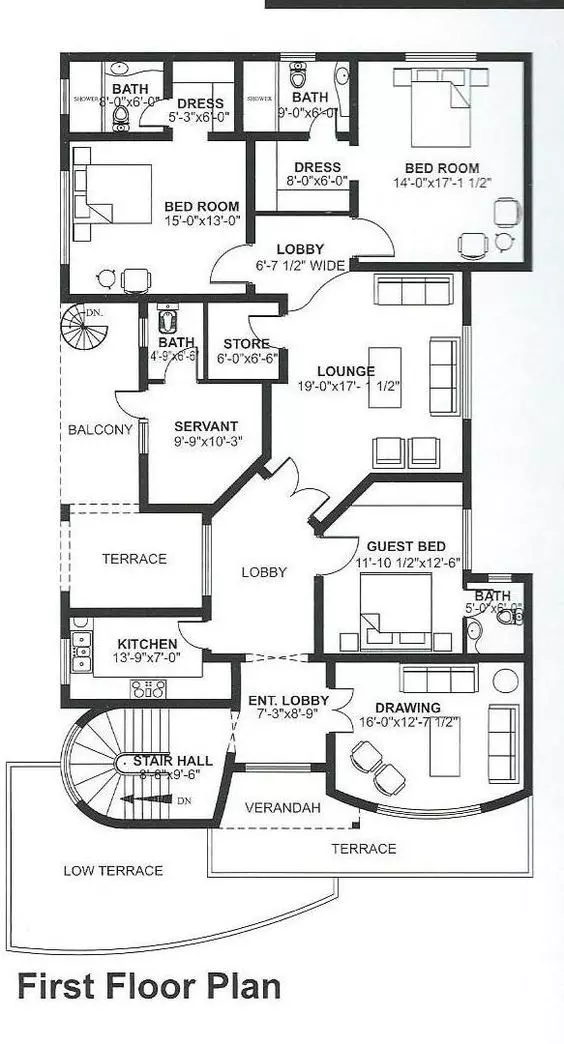 BATH
8'-0"x6'-0"
SHOWER
DRESS
5'-3"x6'-0"
SHOWER
BATH
9'-0"x6'-0"
DRESS
8'-0"x6'-0"
BED ROOM
14'-0"x17'-1 1/2"
BED ROOM
15'-0"x13'-0"
LOBBY
6'-7 1/2" WIDE
DN.
BATH
4'-9"x6'-6"
STORE
6'-0"x6'-6"
LOUNGE
19'-0"x17'-1 1/2"
BALCONY
SERVANT
9'-9"x10'-3"
TERRACE
LOBBY
GUEST BED
11'-10 1/2"x12'-6"
BATH
5'-0"x6'-0"
KITCHEN
13'-9"x7'-0"
ENT. LOBBY
7'-3"x8'-9"
DRAWING
16'-0"x12'-7 1/2"
STAIR HALL
8'-6"x9'-6"
DN
VERANDAH
TERRACE
LOW TERRACE
First Floor Plan